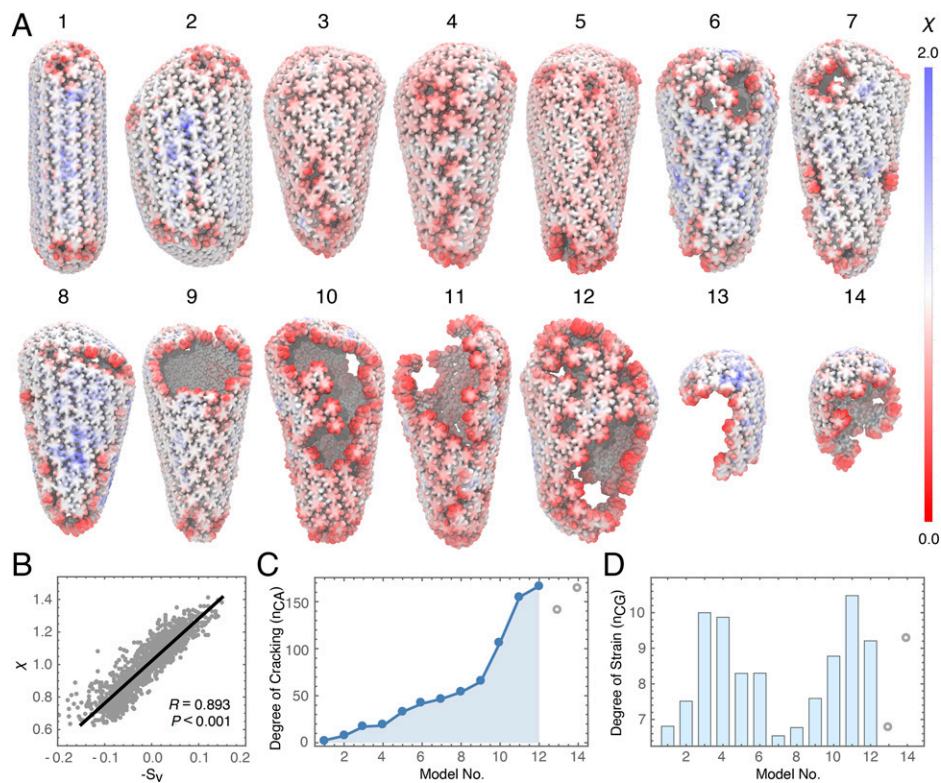 A
1 2 3 4 5 6 7 χ
2.0
8 9 10 11 12 13 14
0.0
B
χ
1.4
1.2
1.0
0.8
0.6
R = 0.893
P < 0.001
-0.2 -0.1 0.0 0.1 0.2
-Sv
C
Degree of Cracking (nCA)
150
100
50
0
2 4 6 8 10 12 14
Model No.
D
Degree of Strain (nCG)
10
9
8
7
2 4 6 8 10 12 14
Model No.